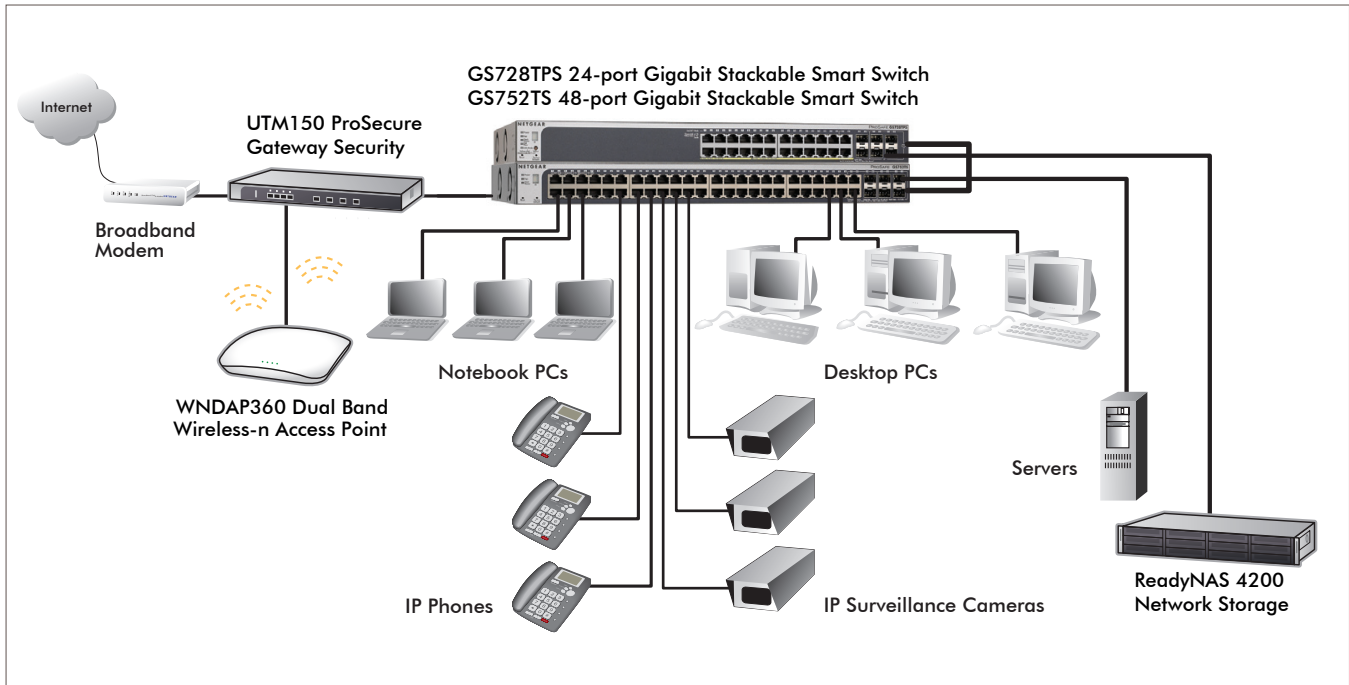 GS728TPS 24-port Gigabit Stackable Smart Switch
GS752TS 48-port Gigabit Stackable Smart Switch
Internet
UTM150 ProSecure
Gateway Security
NETGEAR
NETGEAR
Broadband
Modem
Notebook PCs
Desktop PCs
WNDAP360 Dual Band
Wireless-n Access Point
Servers
IP Phones
IP Surveillance Cameras
ReadyNAS 4200
Network Storage